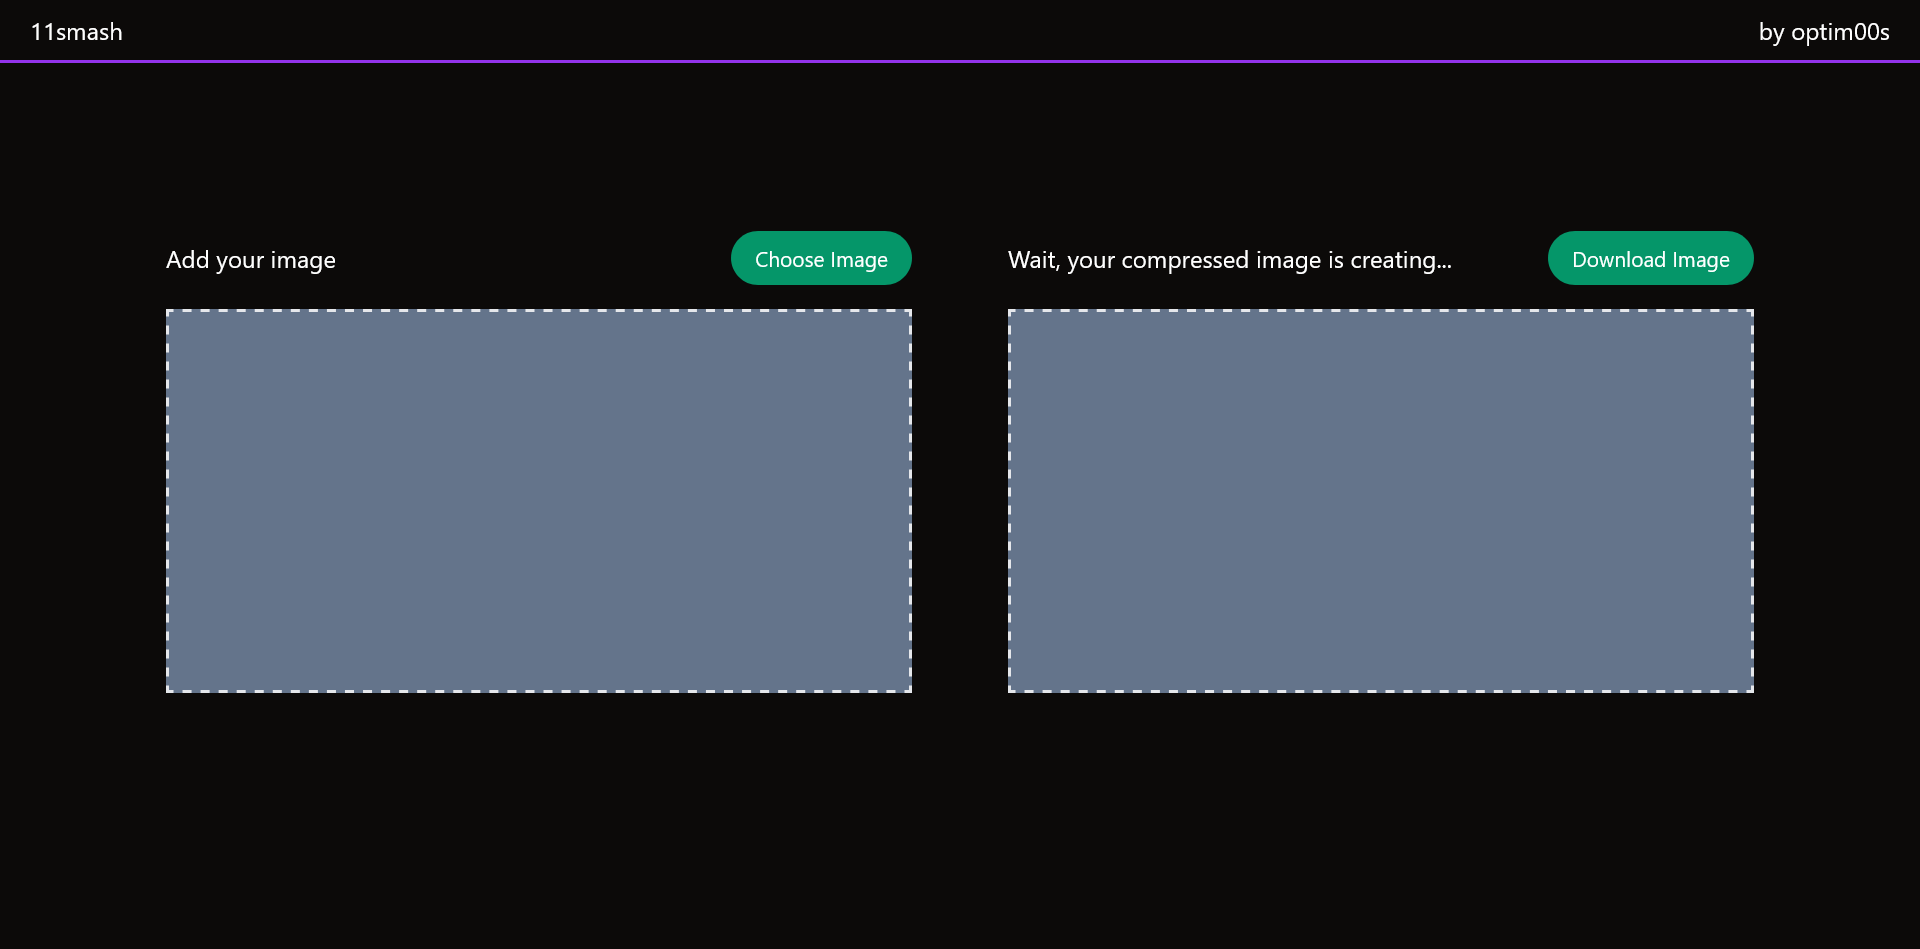 11smash
by optim00s
Add your image
Choose Image
Wait, your compressed image is creating...
Download Image